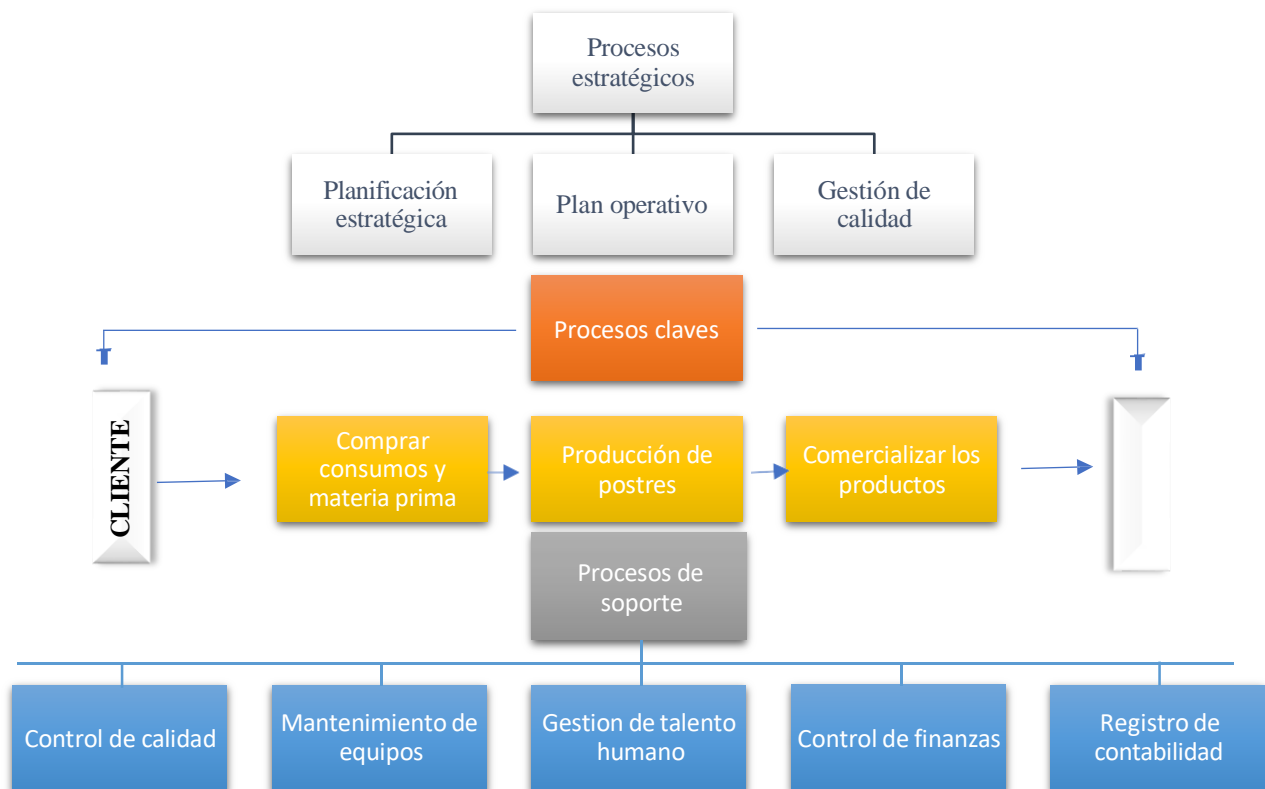 Procesos
estratégicos
Planificación
estratégica
Plan operativo
Gestión de
calidad
Procesos claves
CLIENTE
Comprar
consumos y
materia prima
Producción de
postres
Comercializar los
productos
Procesos de
soporte
Control de calidad
Mantenimiento de
equipos
Gestion de talento
humano
Control de finanzas
Registro de
contabilidad